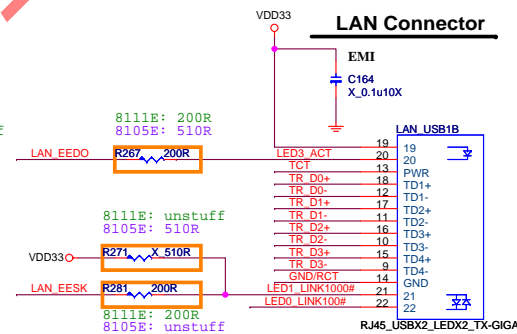 VDD33
LAN Connector
EMI
C164
X_0.1u10X
8111E: 200R
8105E: 510R
f
LAN_EEDO
R267
200R
LED3_ACT
TCT
TR_D0+
TR_D0-
TR_D1+
TR_D1-
TR_D2+
TR_D2-
TR_D3+
TR_D3-
GND/RCT
LED1_LINK1000#
LED0_LINK100#
19
20
13
18
12
17
11
16
10
15
9
14
21
22
LAN_USB1B
19
20
PWR
TD1+
TD1-
TD2+
TD2-
TD3+
TD3-
TD4+
TD4-
GND
21
22
RJ45_USBX2_LEDX2_TX-GIGA
8111E: unstuff
8105E: 510R
VDD33
R271
X_510R
LAN_EESK
R281
200R
8111E: 200R
8105E: unstuff